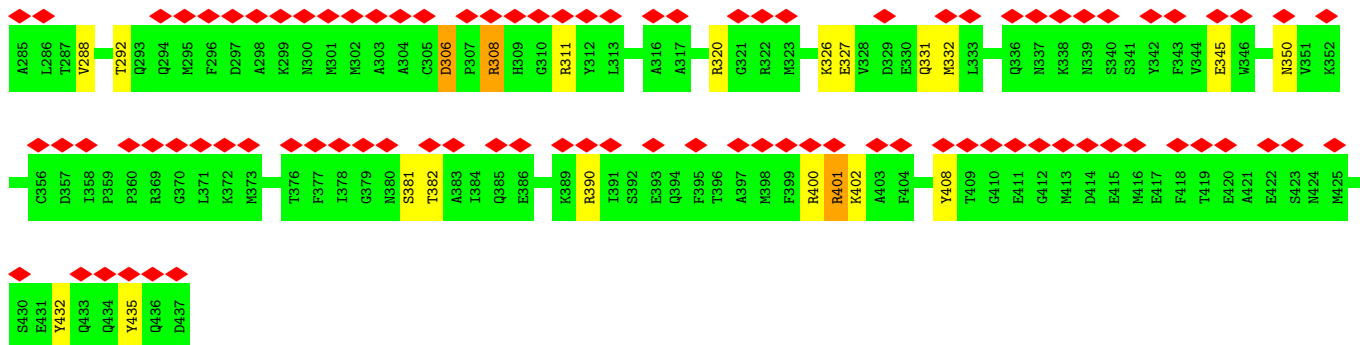 A285 L286 T287 V288 T292 Q293 Q294 M295 F296 D297 A298 K299 N300 M301 M302 A303 A304 C305 D306 P307 R308 H309 G310 R311 Y312 L313 A316 A317 R320 G321 R322 M323 K326 E327 V328 D329 E330 Q331 M332 L333 Q336 N337 K338 N339 S340 S341 Y342 F343 V344 E345 W346 N350 V351 K352
C356 D357 I358 P359 P360 R369 G370 L371 K372 M373 T376 F377 I378 G379 N380 S381 T382 A383 I384 Q385 E386 K389 R390 I391 S392 E393 Q394 F395 T396 A397 M398 F399 R400 R401 K402 A403 F404 Y408 T409 G410 E411 G412 M413 D414 E415 M416 E417 F418 T419 E420 A421 E422 S423 N424 M425
S430 E431 Y432 Q433 Q434 Y435 Q436 D437